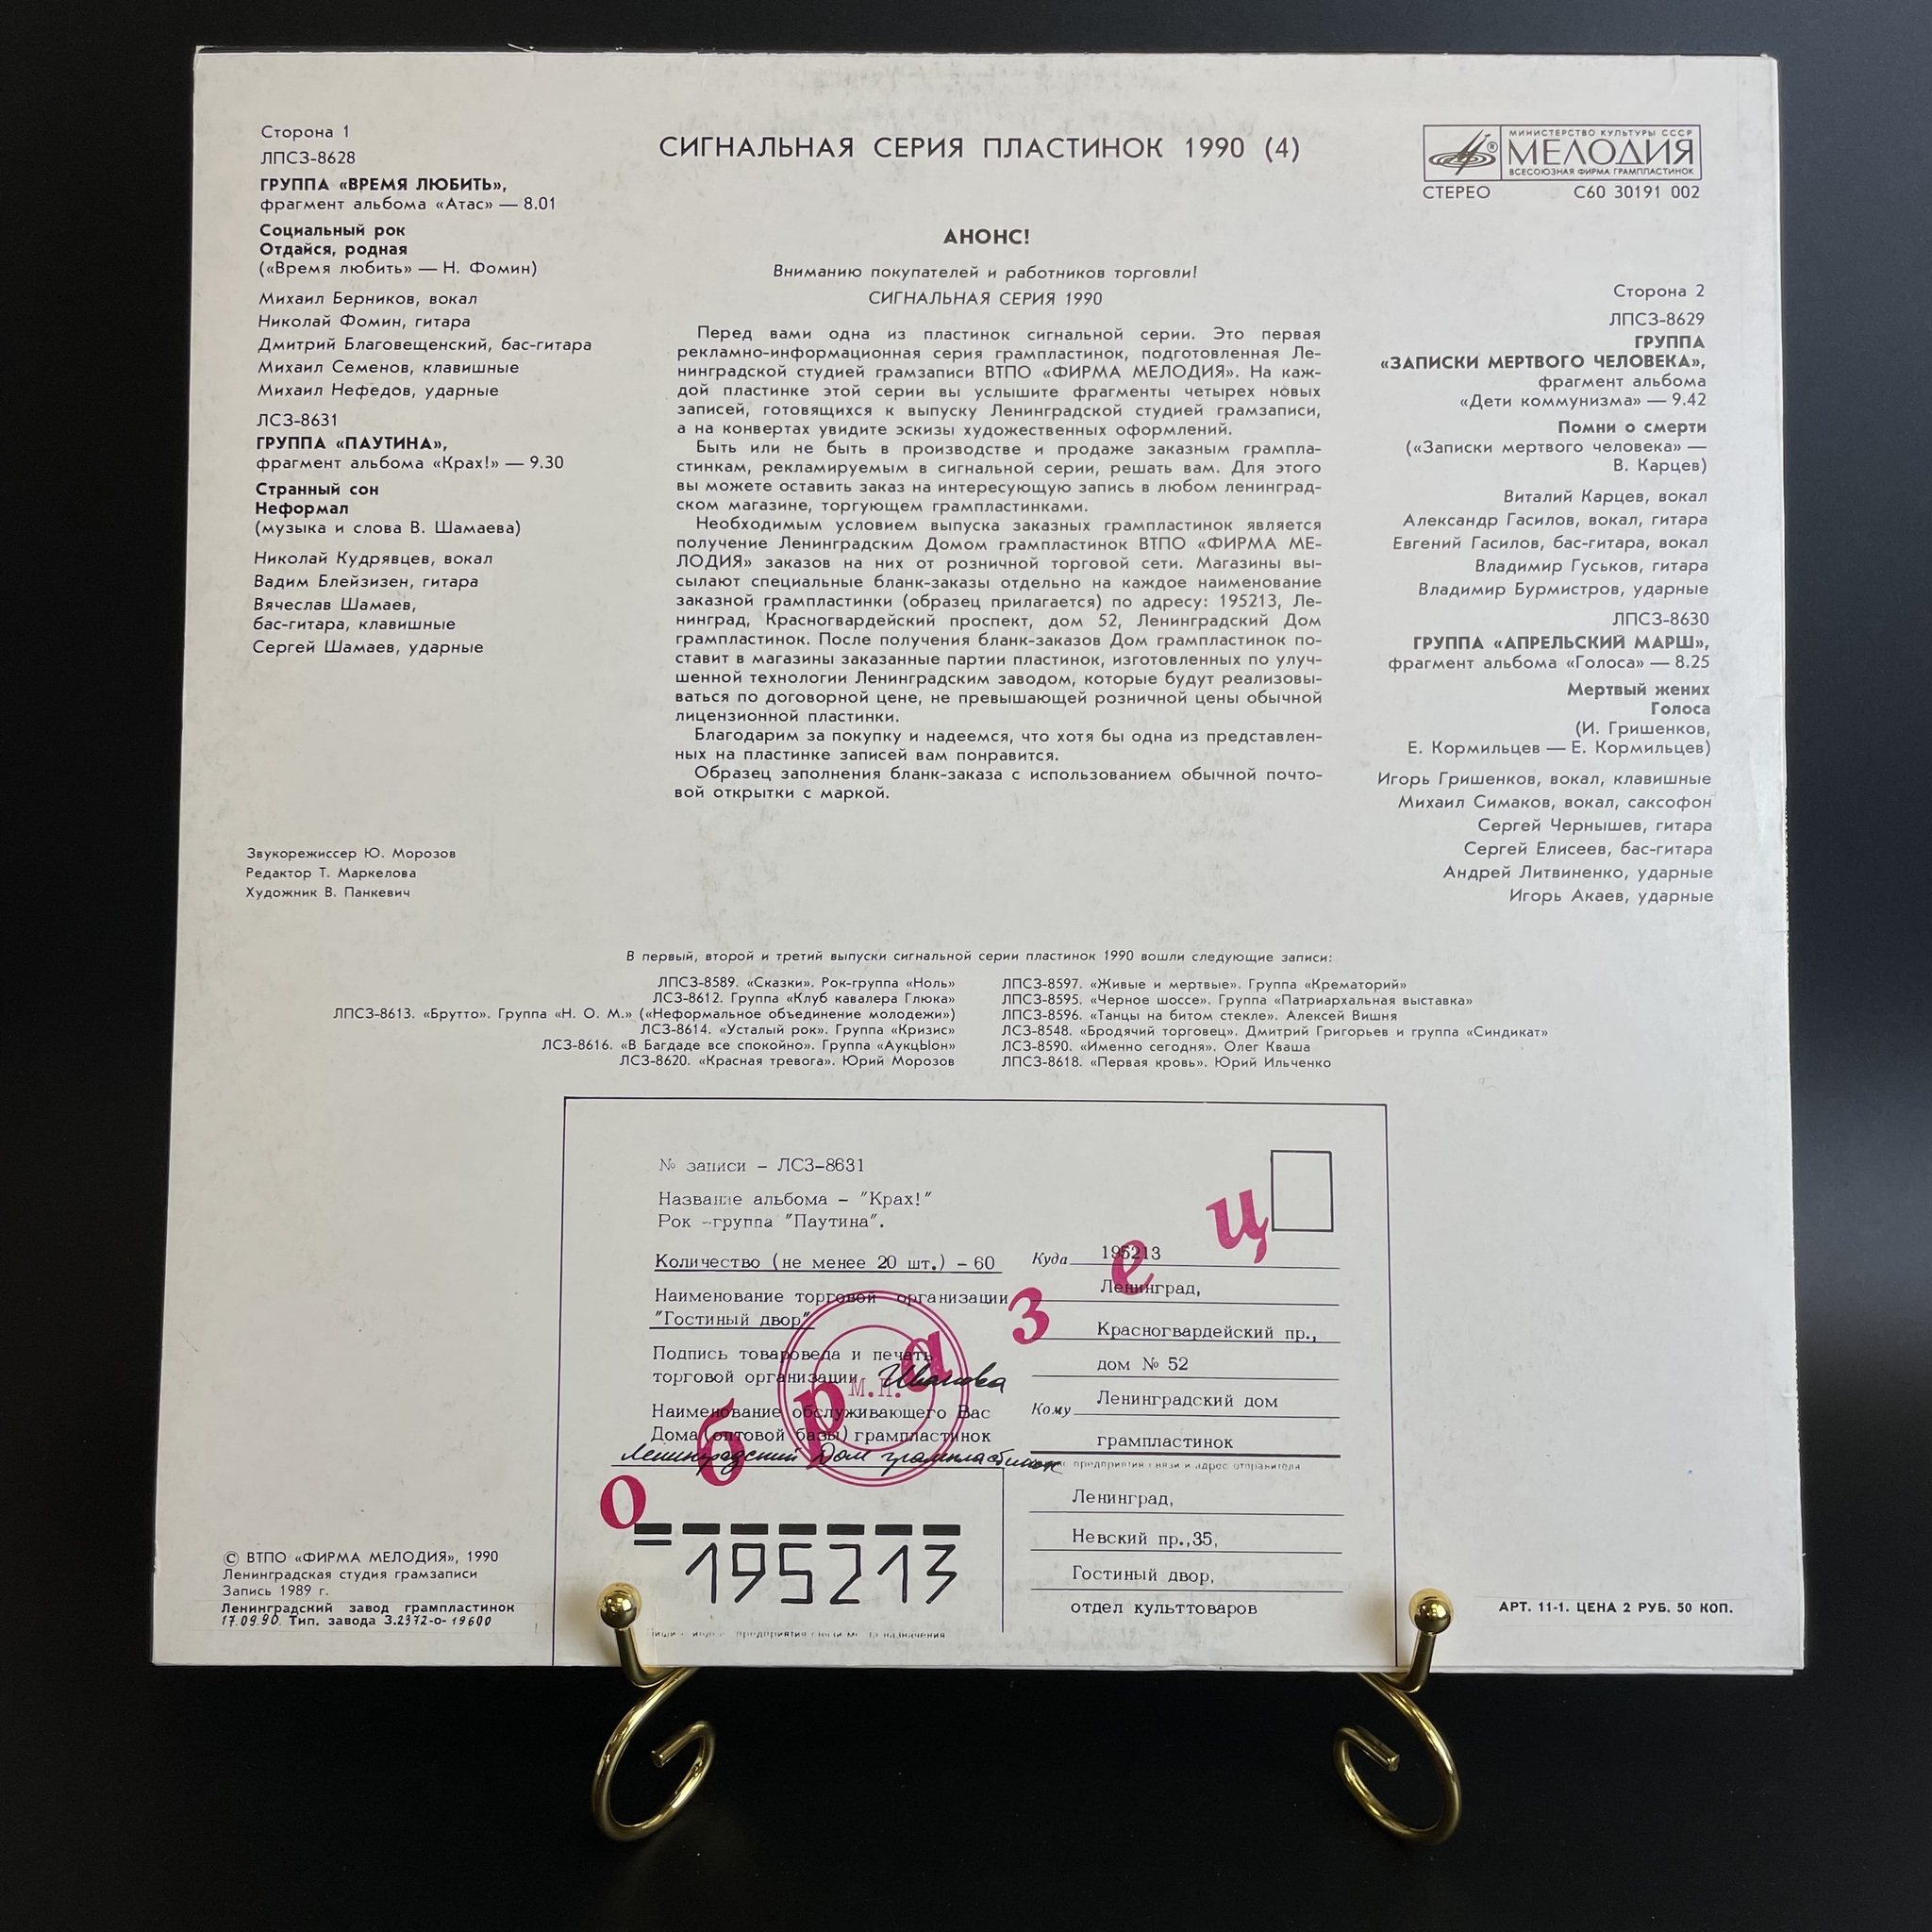 Сторона 1
ЛПСЗ-8628
ГРУППА «ВРЕМЯ ЛЮБИТЬ»,
фрагмент альбома «Атас» — 8.01
Социальный рок
Отдайся, родная
(«Время любить» — Н. Фомин)
Михаил Берников, вокал
Николай Фомин, гитара
Дмитрий Благовещенский, бас-гитара
Михаил Семенов, клавишные
Михаил Нефедов, ударные
ЛСЗ-8631
ГРУППА «ПАУТИНА»,
фрагмент альбома «Крах!» — 9.30
Странный сон
Неформал
(музыка и слова В. Шамаева)
Николай Кудрявцев, вокал
Вадим Блейзизен, гитара
Вячеслав Шамаев,
бас-гитара, клавишные
Сергей Шамаев, ударные
Звукорежиссер Ю. Морозов
Редактор Т. Маркелова
Художник В. Панкевич
СИГНАЛЬНАЯ СЕРИЯ ПЛАСТИНОК 1990 (4)
АНОНС!
Вниманию покупателей и работников торговли!
СИГНАЛЬНАЯ СЕРИЯ 1990
Перед вами одна из пластинок сигнальной серии. Это первая
рекламно-информационная серия грампластинок, подготовленная Ле-
нинградской студией грамзаписи ВТПО «ФИРМА МЕЛОДИЯ». На каж-
дой пластинке этой серии вы услышите фрагменты четырех новых
записей, готовящихся к выпуску Ленинградской студией грамзаписи,
а на конвертах увидите эскизы художественных оформлений.
Быть или не быть в производстве и продаже заказным грампла-
стинкам, рекламируемым в сигнальной серии, решать вам. Для этого
вы можете оставить заказ на интересующую запись в любом ленинград-
ском магазине, торгующем грампластинками.
Необходимым условием выпуска заказных грампластинок является
получение Ленинградским Домом грампластинок ВТПО «ФИРМА МЕ-
ЛОДИЯ» заказов на них от розничной торговой сети. Магазины вы-
сылают специальные бланк-заказы отдельно на каждое наименование
заказной грампластинки (образец прилагается) по адресу: 195213, Ле-
нинград, Красногвардейский проспект, дом 52, Ленинградский Дом
грампластинок. После получения бланк-заказов Дом грампластинок по-
ставит в магазины заказанные партии пластинок, изготовленных по улуч-
шенной технологии Ленинградским заводом, которые будут реализовы-
ваться по договорной цене, не превышающей розничной цены обычной
лицензионной пластинки.
Благодарим за покупку и надеемся, что хотя бы одна из представлен-
ных на пластинке записей вам понравится.
Образец заполнения бланк-заказа с использованием обычной почто-
вой открытки с маркой.
МИНИСТЕРСТВО КУЛЬТУРЫ СССР
® МЕЛОДИЯ
ВСЕСОЮЗНАЯ ФИРМА ГРАМПЛАСТИНОК
СТЕРЕО С60 30191 002
Сторона 2
ЛПСЗ-8629
ГРУППА
«ЗАПИСКИ МЕРТВОГО ЧЕЛОВЕКА»,
фрагмент альбома
«Дети коммунизма» — 9.42
Помни о смерти
(«Записки мертвого человека» —
В. Карцев)
Виталий Карцев, вокал
Александр Гасилов, вокал, гитара
Евгений Гасилов, бас-гитара, вокал
Владимир Гуськов, гитара
Владимир Бурмистров, ударные
ЛПСЗ-8630
ГРУППА «АПРЕЛЬСКИЙ МАРШ»,
фрагмент альбома «Голоса» — 8.25
Мертвый жених
Голоса
(И. Гришенков,
Е. Кормильцев — Е. Кормильцев)
Игорь Гришенков, вокал, клавишные
Михаил Симаков, вокал, саксофон
Сергей Чернышев, гитара
Сергей Елисеев, бас-гитара
Андрей Литвиненко, ударные
Игорь Акаев, ударные
В первый, второй и третий выпуски сигнальной серии пластинок 1990 вошли следующие записи:
ЛПСЗ-8589. «Сказки». Рок-группа «Ноль»
ЛСЗ-8612. Группа «Клуб кавалера Глюка»
ЛПСЗ-8613. «Брутто». Группа «Н. О. М.» («Неформальное объединение молодежи»)
ЛСЗ-8614. «Усталый рок». Группа «Кризис»
ЛСЗ-8616. «В Багдаде все спокойно». Группа «АукцЫон»
ЛСЗ-8620. «Красная тревога». Юрий Морозов
ЛПСЗ-8597. «Живые и мертвые». Группа «Крематорий»
ЛПСЗ-8595. «Черное шоссе». Группа «Патриархальная выставка»
ЛПСЗ-8596. «Танцы на битом стекле». Алексей Вишня
ЛСЗ-8548. «Бродячий торговец». Дмитрий Григорьев и группа «Синдикат»
ЛСЗ-8590. «Именно сегодня». Олег Кваша
ЛПСЗ-8618. «Первая кровь». Юрий Ильченко
№ записи – ЛСЗ-8631
Название альбома – "Крах!"
Рок -группа "Паутина".
Количество (не менее 20 шт.) – 60
Наименование торговой организации
"Гостиный двор"
Подпись товароведа и печать
торговой организации Иванова
М.П.
Наименование обслуживающего Вас
Дома (оптовой базы) грампластинок
Ленинградский Дом грампластинок
образец
195213
Куда 195213
Ленинград,
Красногвардейский пр.,
дом № 52
Кому Ленинградский дом
грампластинок
предприятия связи и адрес отправителя
Ленинград,
Невский пр.,35,
Гостиный двор,
отдел культтоваров
предприятия связи места назначения
© ВТПО «ФИРМА МЕЛОДИЯ», 1990
Ленинградская студия грамзаписи
Запись 1989 г.
Ленинградский завод грампластинок
17.09.90. Тип. завода З.2372-о-19600
АРТ. 11-1. ЦЕНА 2 РУБ. 50 КОП.